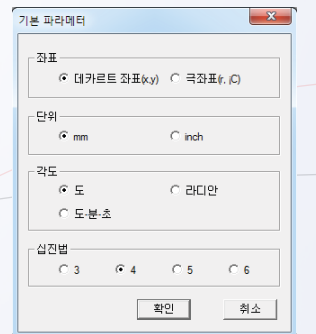 기본 파라메터
좌표
데카르트 좌표(x,y) 극좌표(r, jC)
단위
mm inch
각도
도 라디안
도-분-초
십진법
3 4 5 6
확인 취소